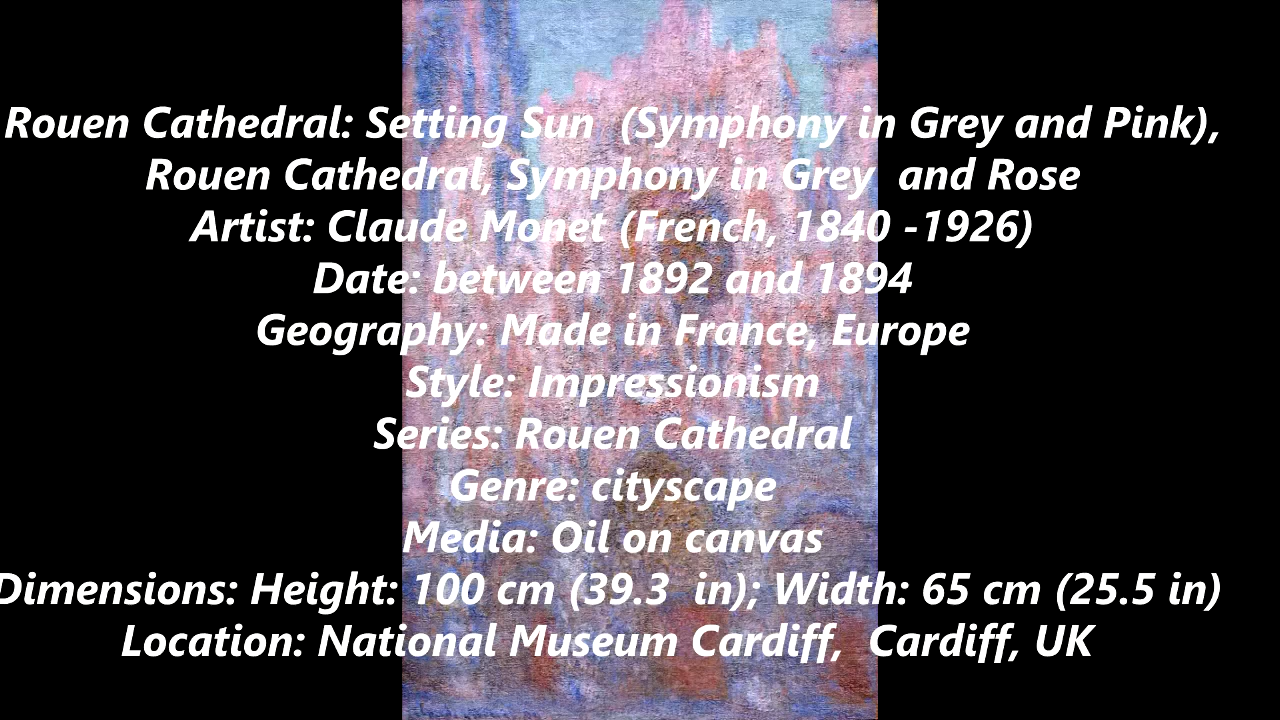 Rouen Cathedral: Setting Sun (Symphony in Grey and Pink),
Rouen Cathedral, Symphony in Grey and Rose
Artist: Claude Monet (French, 1840 -1926)
Date: between 1892 and 1894
Geography: Made in France, Europe
Style: Impressionism
Series: Rouen Cathedral
Genre: cityscape
Media: Oil on canvas
Dimensions: Height: 100 cm (39.3 in); Width: 65 cm (25.5 in)
Location: National Museum Cardiff, Cardiff, UK